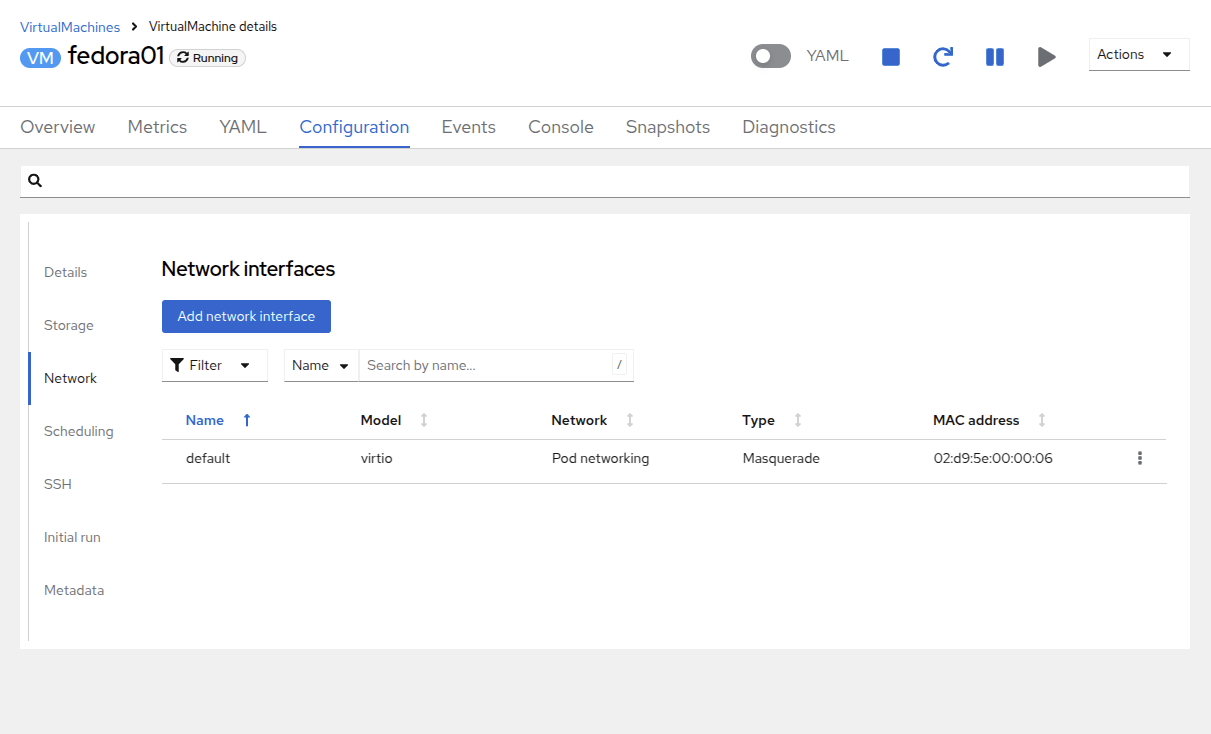 VirtualMachines > VirtualMachine details
VM fedora01 Running
YAML
Actions
Overview Metrics YAML Configuration Events Console Snapshots Diagnostics
Details
Storage
Network
Scheduling
SSH
Initial run
Metadata
Network interfaces
Add network interface
Filter Name Search by name... /
Name Model Network Type MAC address
default virtio Pod networking Masquerade 02:d9:5e:00:00:06